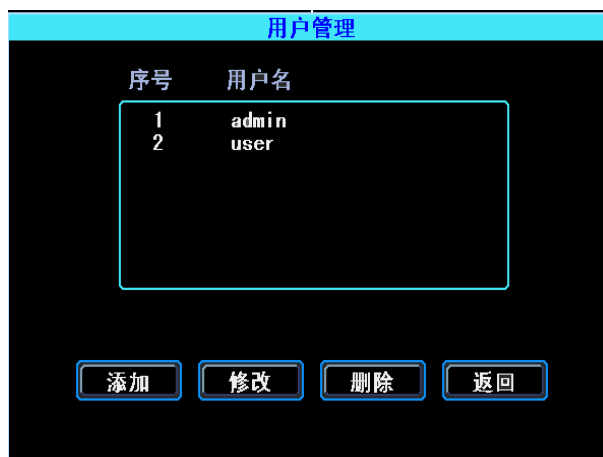 用户管理
序号 用户名
1 admin
2 user
添加 修改 删除 返回